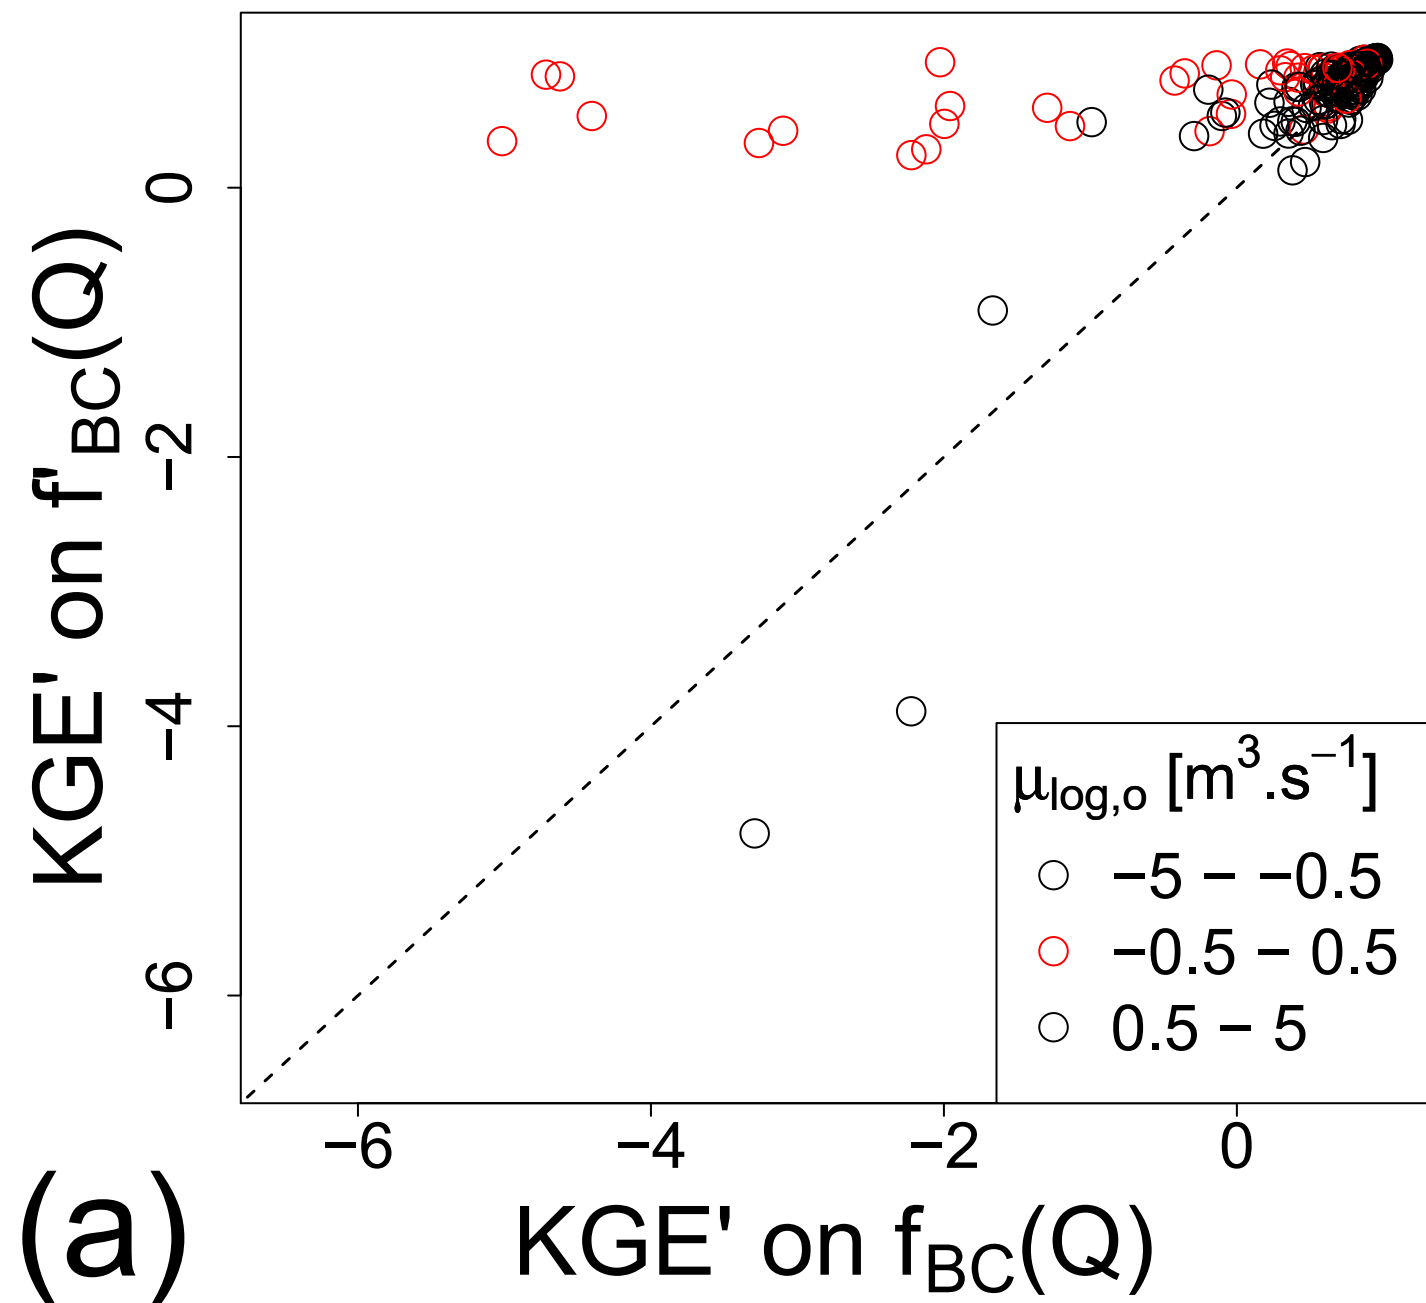 KGE' on f'BC(Q)
0
−2
−4
−6
μlog,o [m³.s⁻¹]
−5 − −0.5
−0.5 − 0.5
0.5 − 5
−6 −4 −2 0
KGE' on fBC(Q)
(a)